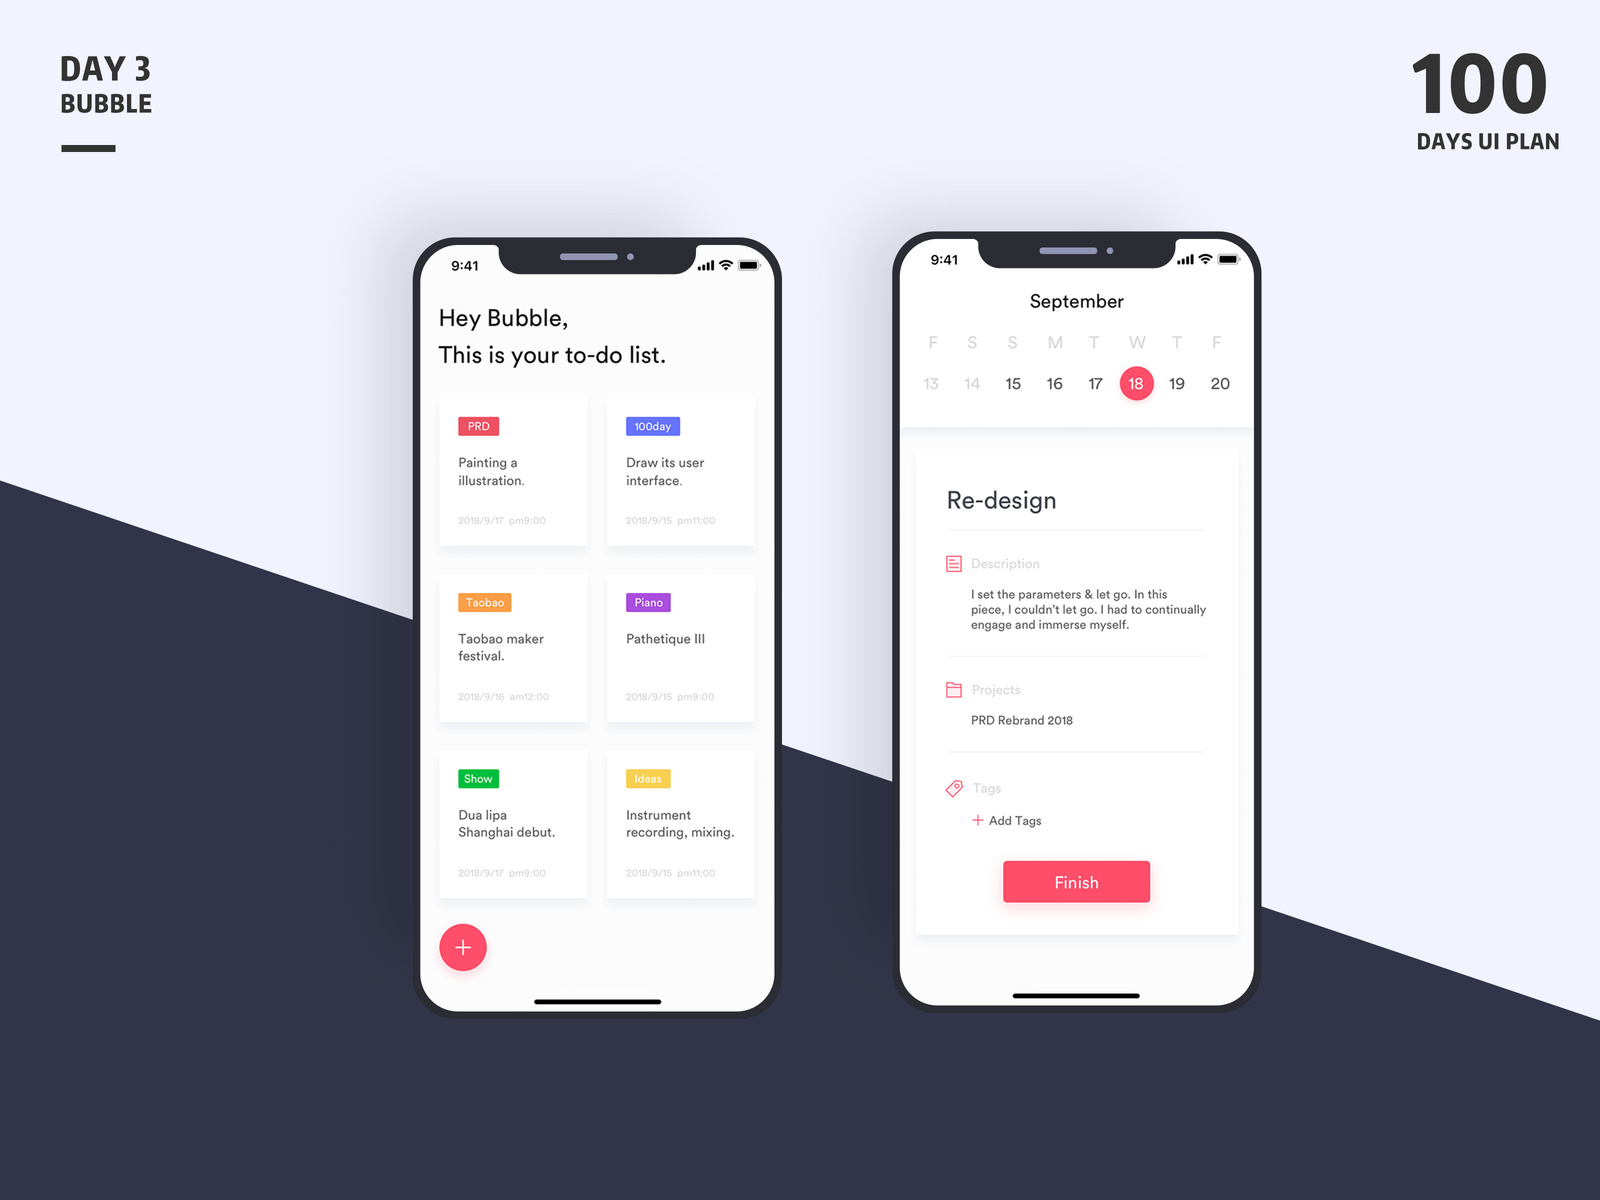 DAY 3
BUBBLE
100
DAYS UI PLAN
9:41
Hey Bubble,
This is your to-do list.
PRD
Painting a
illustration.
2018/9/17 pm9:00
100day
Draw its user
interface.
2018/9/15 pm11:00
Taobao
Taobao maker
festival.
2018/9/16 am12:00
Piano
Pathetique III
2018/9/15 pm9:00
Show
Dua lipa
Shanghai debut.
2018/9/17 pm9:00
Ideas
Instrument
recording, mixing.
2018/9/15 pm11:00
+
9:41
September
F S S M T W T F
13 14 15 16 17 18 19 20
Re-design
Description
I set the parameters & let go. In this
piece, I couldn't let go. I had to continually
engage and immerse myself.
Projects
PRD Rebrand 2018
Tags
+ Add Tags
Finish